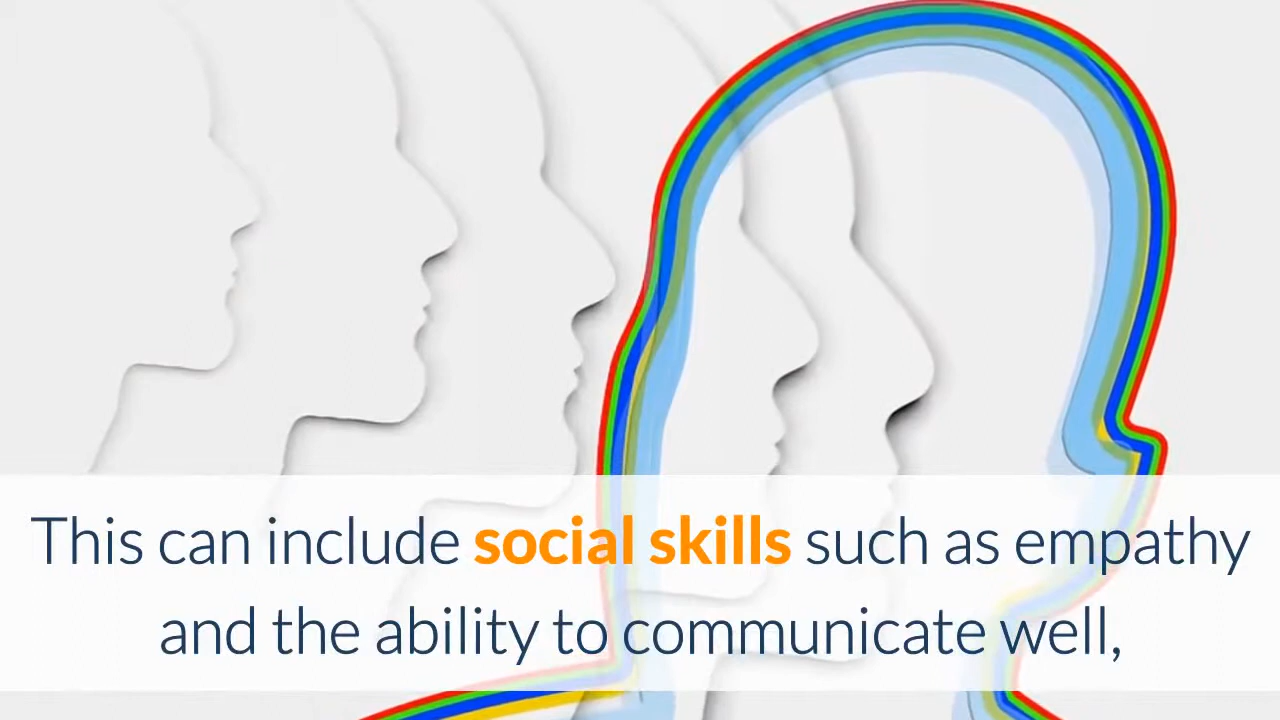 This can include social skills such as empathy
and the ability to communicate well,